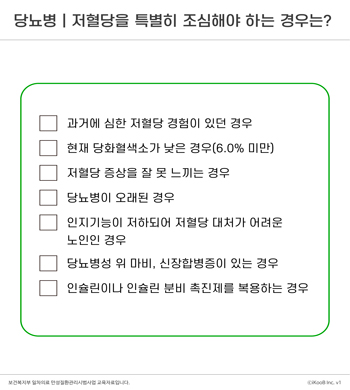 당뇨병 | 저혈당을 특별히 조심해야 하는 경우는?
과거에 심한 저혈당 경험이 있던 경우
현재 당화혈색소가 낮은 경우(6.0% 미만)
저혈당 증상을 잘 못 느끼는 경우
당뇨병이 오래된 경우
인지기능이 저하되어 저혈당 대처가 어려운
노인인 경우
당뇨병성 위 마비, 신장합병증이 있는 경우
인슐린이나 인슐린 분비 촉진제를 복용하는 경우
보건복지부 일차의료 만성질환관리시범사업 교육자료입니다.
ⓒiKooB Inc. v1